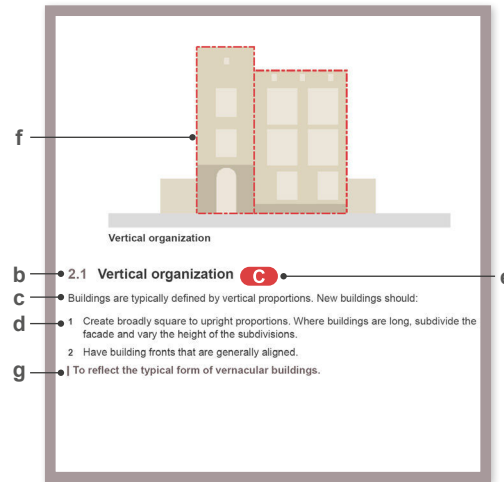 f
Vertical organization
b 2.1 Vertical organization C
c Buildings are typically defined by vertical proportions. New buildings should:
d 1 Create broadly square to upright proportions. Where buildings are long, subdivide the
facade and vary the height of the subdivisions.
2 Have building fronts that are generally aligned.
g | To reflect the typical form of vernacular buildings.